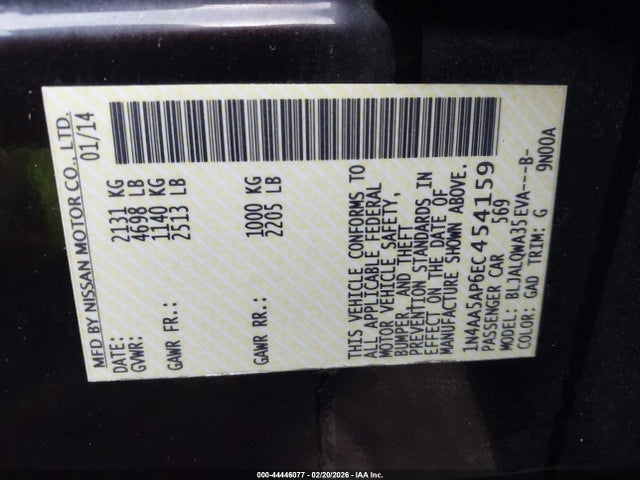 MFD BY NISSAN MOTOR CO., LTD.
DATE: 01/14
GVWR: 2131 KG
4698 LB
GAWR FR.: 1140 KG
2513 LB
GAWR RR.: 1000 KG
2205 LB
THIS VEHICLE CONFORMS TO
ALL APPLICABLE FEDERAL
MOTOR VEHICLE SAFETY,
BUMPER, AND THEFT
PREVENTION STANDARDS IN
EFFECT ON THE DATE OF
MANUFACTURE SHOWN ABOVE.
1N4AA5AP6EC454159
PASSENGER CAR 569
MODEL: BLJALQWA35EVA---B-
COLOR: GAD TRIM: G 9N00A
000-44446077 - 02/20/2026 - IAA Inc.